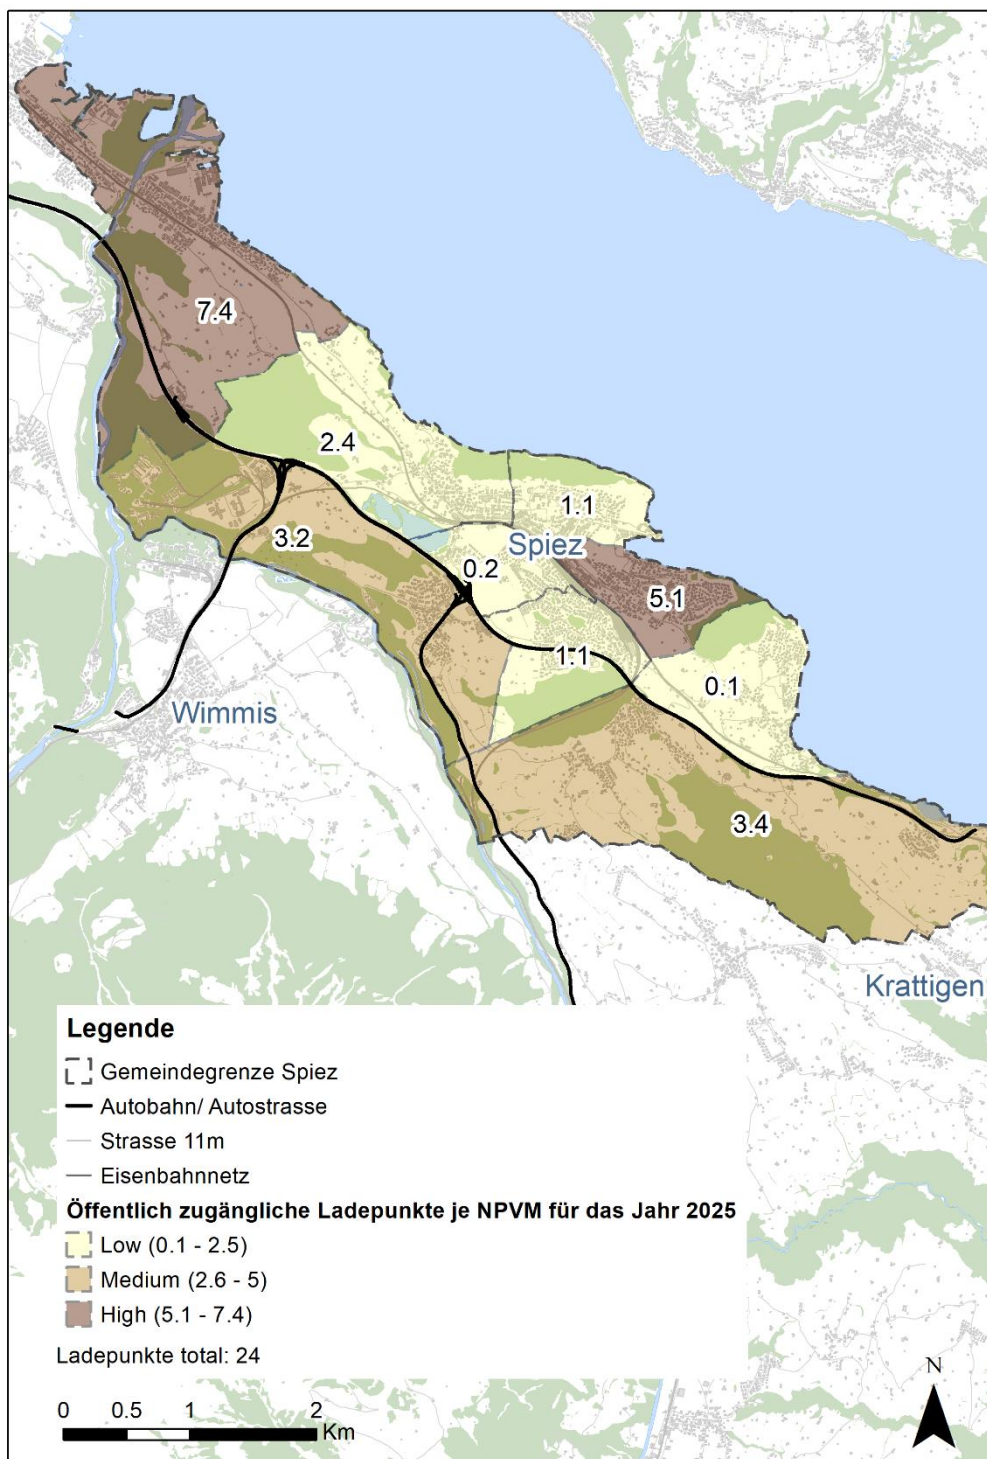 7.4
2.4
1.1
3.2
Spiez
0.2
5.1
1.1
0.1
Wimmis
3.4
Krattigen
Legende
Gemeindegrenze Spiez
Autobahn/ Autostrasse
Strasse 11m
Eisenbahnnetz
Öffentlich zugängliche Ladepunkte je NPVM für das Jahr 2025
Low (0.1 - 2.5)
Medium (2.6 - 5)
High (5.1 - 7.4)
Ladepunkte total: 24
N
0 0.5 1 2
Km